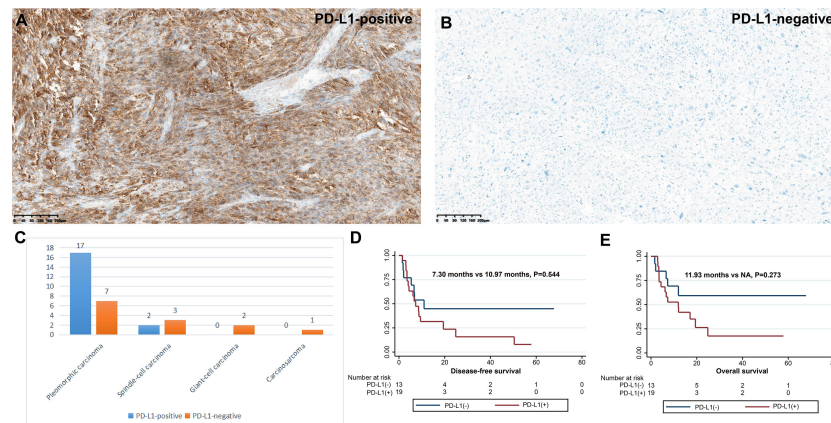 A
PD-L1-positive
B
PD-L1-negative
C
18
16
14
12
10
8
6
4
2
0
17
7
2
3
0
2
0
1
Pleomorphic carcinoma
Spindle-cell carcinoma
Giant-cell carcinoma
Carcinosarcoma
PD-L1-positive
PD-L1-negative
D
1.00
0.75
0.50
0.25
0.00
7.30 months vs 10.97 months, P=0.544
0 20 40 60 80
Disease-free survival
Number at risk
PD-L1(-) 13 4 2 1 0
PD-L1(+) 19 3 2 0 0
PD-L1(-) PD-L1(+)
E
1.00
0.75
0.50
0.25
0.00
11.93 months vs NA, P=0.273
0 20 40 60 80
Overall survival
Number at risk
PD-L1(-) 13 5 2 1
PD-L1(+) 19 3 2 0
PD-L1(-) PD-L1(+)